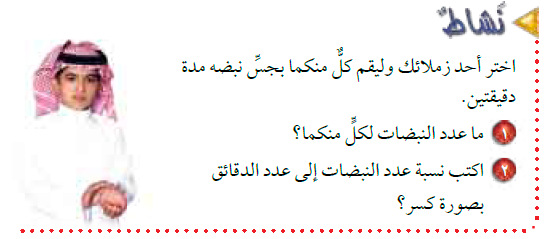 نَشاطٌ
اختر أحد زملائك وليقم كلٌّ منكما بجسِّ نبضه مدة
دقيقتين.
١ ما عدد النبضات لكلٍّ منكما؟
٢ اكتب نسبة عدد النبضات إلى عدد الدقائق
بصورة كسر؟